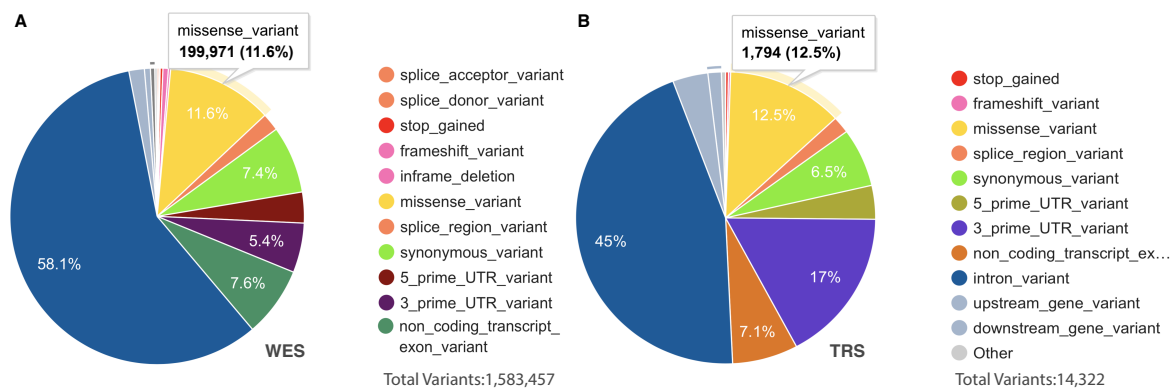 A
missense_variant
199,971 (11.6%)
11.6%
7.4%
5.4%
7.6%
58.1%
WES
splice_acceptor_variant
splice_donor_variant
stop_gained
frameshift_variant
inframe_deletion
missense_variant
splice_region_variant
synonymous_variant
5_prime_UTR_variant
3_prime_UTR_variant
non_coding_transcript_
exon_variant
Total Variants:1,583,457
B
missense_variant
1,794 (12.5%)
12.5%
6.5%
17%
7.1%
45%
TRS
stop_gained
frameshift_variant
missense_variant
splice_region_variant
synonymous_variant
5_prime_UTR_variant
3_prime_UTR_variant
non_coding_transcript_ex…
intron_variant
upstream_gene_variant
downstream_gene_variant
Other
Total Variants:14,322